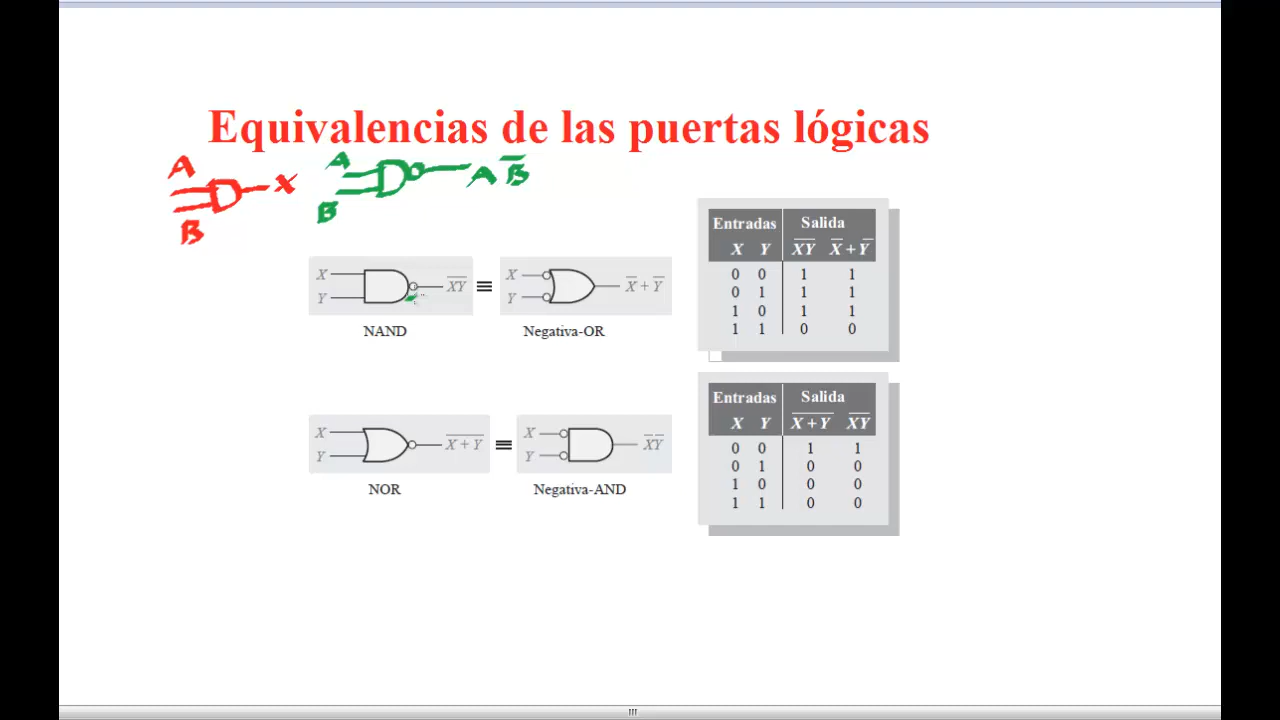 Equivalencias de las puertas lógicas
A
B
X
A
B
A B̅
X
Y
X̅Y̅
≡
X
Y
X̅ + Y̅
NAND
Negativa-OR
Entradas Salida
X Y X̅Y̅ X̅ + Y̅
0 0 1 1
0 1 1 1
1 0 1 1
1 1 0 0
X
Y
X̅ ̅+̅ ̅Y̅
≡
X
Y
X̅ Y̅
NOR
Negativa-AND
Entradas Salida
X Y X̅ ̅+̅ ̅Y̅ X̅Y̅
0 0 1 1
0 1 0 0
1 0 0 0
1 1 0 0